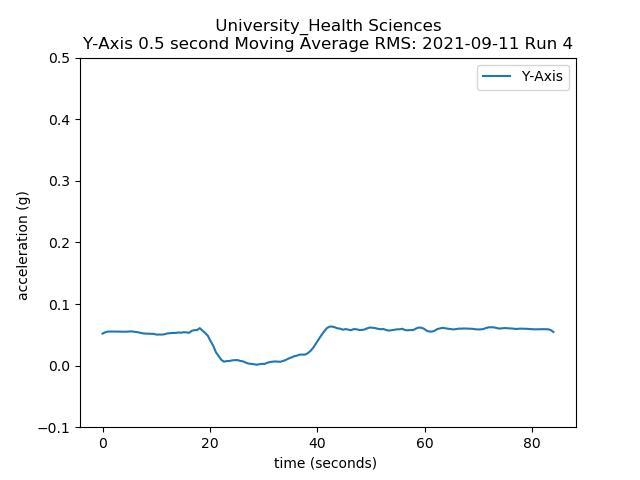 University_Health Sciences
Y-Axis 0.5 second Moving Average RMS: 2021-09-11 Run 4
Y-Axis
0.5
0.4
0.3
0.2
0.1
0.0
−0.1
acceleration (g)
0 20 40 60 80
time (seconds)